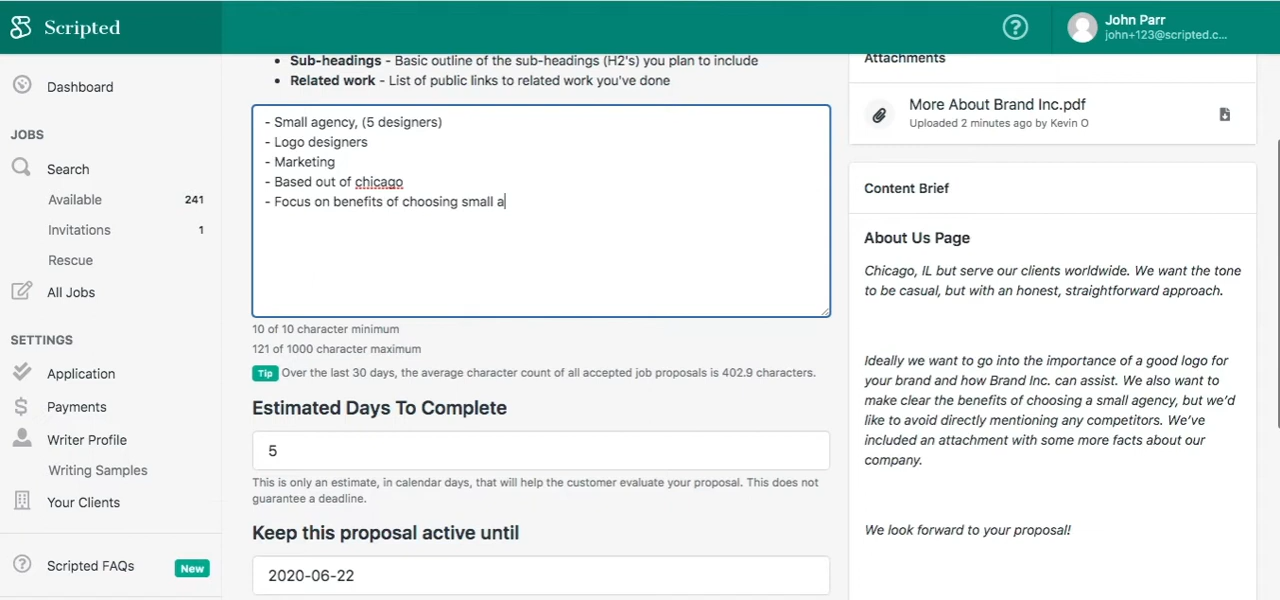 Scripted
John Parr
john+123@scripted.c...
Dashboard
JOBS
Search
Available 241
Invitations 1
Rescue
All Jobs
SETTINGS
Application
Payments
Writer Profile
Writing Samples
Your Clients
Scripted FAQs New
• Sub-headings - Basic outline of the sub-headings (H2's) you plan to include
• Related work - List of public links to related work you've done
- Small agency, (5 designers)
- Logo designers
- Marketing
- Based out of chicago
- Focus on benefits of choosing small a
10 of 10 character minimum
121 of 1000 character maximum
Tip Over the last 30 days, the average character count of all accepted job proposals is 402.9 characters.
Estimated Days To Complete
5
This is only an estimate, in calendar days, that will help the customer evaluate your proposal. This does not
guarantee a deadline.
Keep this proposal active until
2020-06-22
Attachments
More About Brand Inc.pdf
Uploaded 2 minutes ago by Kevin O
Content Brief
About Us Page
Chicago, IL but serve our clients worldwide. We want the tone
to be casual, but with an honest, straightforward approach.
Ideally we want to go into the importance of a good logo for
your brand and how Brand Inc. can assist. We also want to
make clear the benefits of choosing a small agency, but we'd
like to avoid directly mentioning any competitors. We've
included an attachment with some more facts about our
company.
We look forward to your proposal!